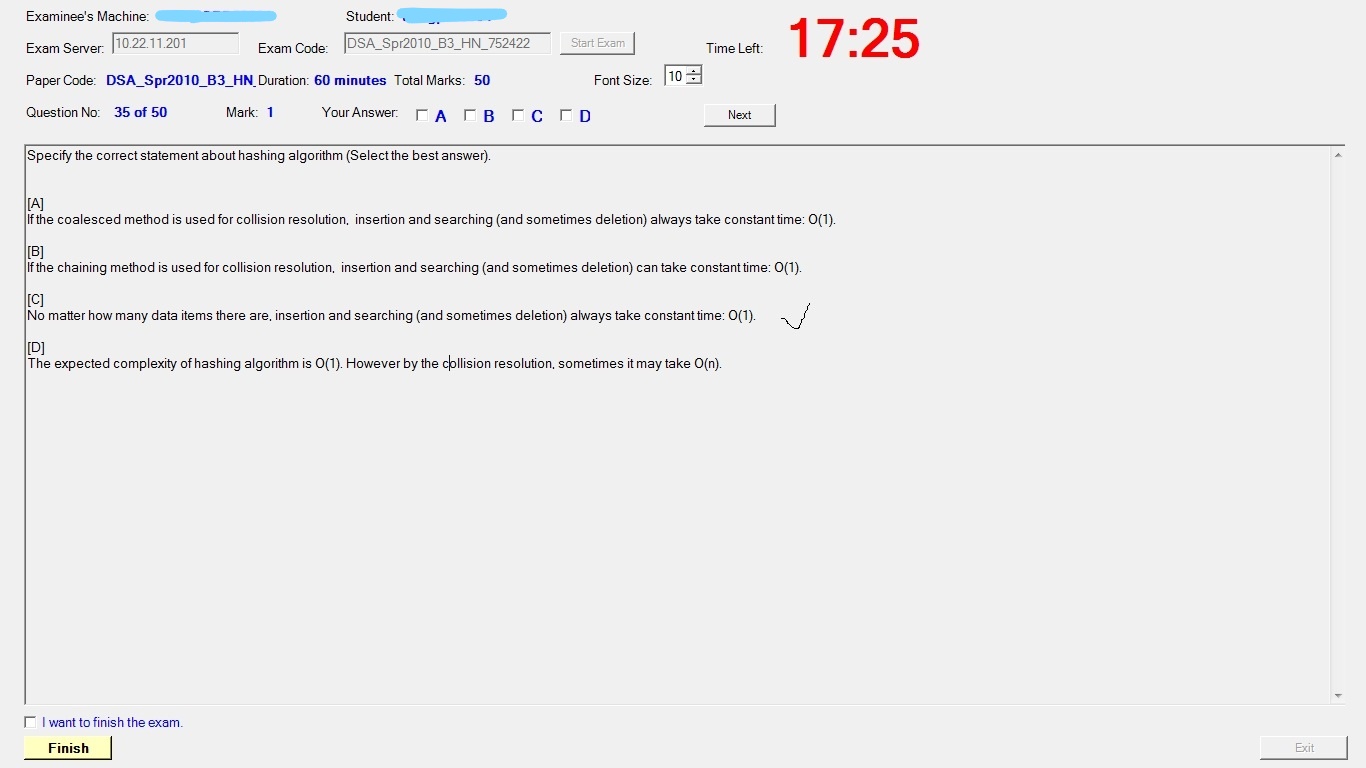 Examinee's Machine: Student:
Exam Server: 10.22.11.201 Exam Code: DSA_Spr2010_B3_HN_752422 Start Exam Time Left: 17:25
Paper Code: DSA_Spr2010_B3_HN_ Duration: 60 minutes Total Marks: 50 Font Size: 10
Question No: 35 of 50 Mark: 1 Your Answer: A B C D Next
Specify the correct statement about hashing algorithm (Select the best answer).
[A]
If the coalesced method is used for collision resolution, insertion and searching (and sometimes deletion) always take constant time: O(1).
[B]
If the chaining method is used for collision resolution, insertion and searching (and sometimes deletion) can take constant time: O(1).
[C]
No matter how many data items there are, insertion and searching (and sometimes deletion) always take constant time: O(1).
[D]
The expected complexity of hashing algorithm is O(1). However by the collision resolution, sometimes it may take O(n).
I want to finish the exam.
Finish Exit